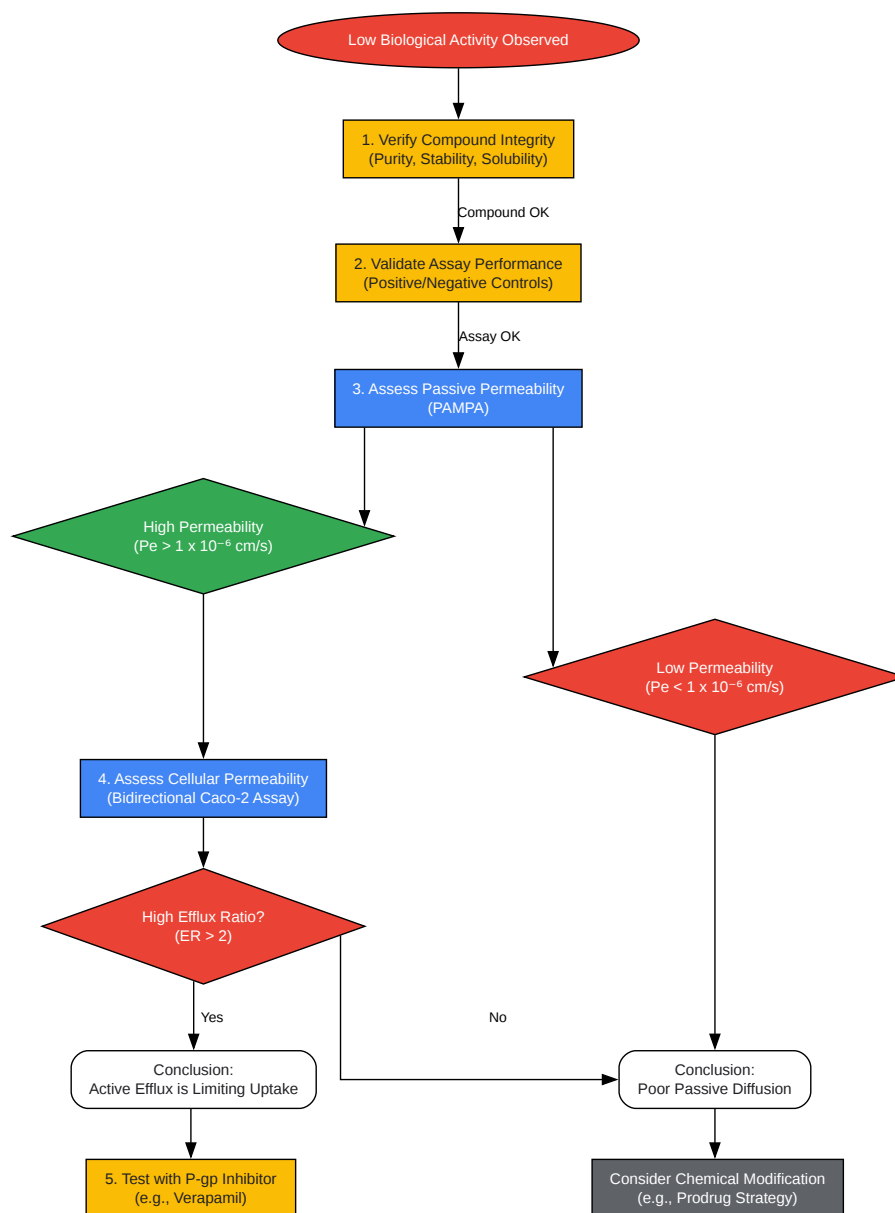 Low Biological Activity Observed
1. Verify Compound Integrity
(Purity, Stability, Solubility)
Compound OK
2. Validate Assay Performance
(Positive/Negative Controls)
Assay OK
3. Assess Passive Permeability
(PAMPA)
High Permeability
(Pe > 1 x 10⁻⁶ cm/s)
Low Permeability
(Pe < 1 x 10⁻⁶ cm/s)
4. Assess Cellular Permeability
(Bidirectional Caco-2 Assay)
High Efflux Ratio?
(ER > 2)
Yes
No
Conclusion:
Active Efflux is Limiting Uptake
Conclusion:
Poor Passive Diffusion
5. Test with P-gp Inhibitor
(e.g., Verapamil)
Consider Chemical Modification
(e.g., Prodrug Strategy)